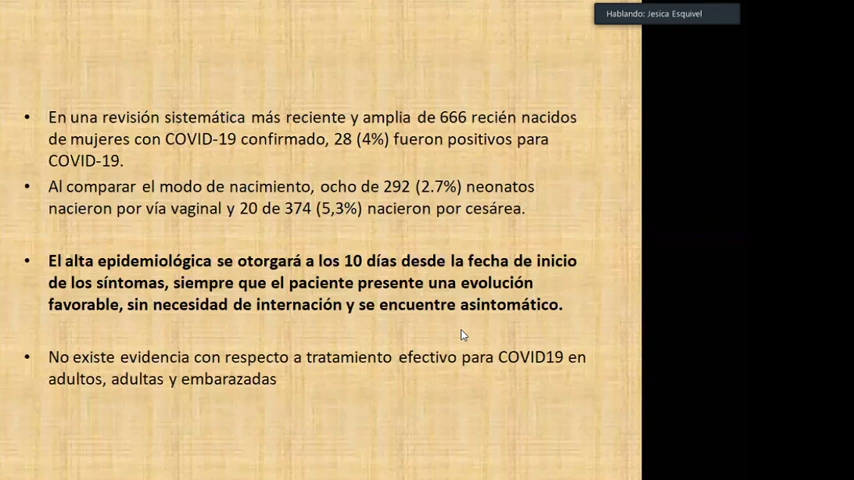 Hablando: Jesica Esquivel
• En una revisión sistemática más reciente y amplia de 666 recién nacidos
de mujeres con COVID-19 confirmado, 28 (4%) fueron positivos para
COVID-19.
• Al comparar el modo de nacimiento, ocho de 292 (2.7%) neonatos
nacieron por vía vaginal y 20 de 374 (5,3%) nacieron por cesárea.
• El alta epidemiológica se otorgará a los 10 días desde la fecha de inicio
de los síntomas, siempre que el paciente presente una evolución
favorable, sin necesidad de internación y se encuentre asintomático.
• No existe evidencia con respecto a tratamiento efectivo para COVID19 en
adultos, adultas y embarazadas